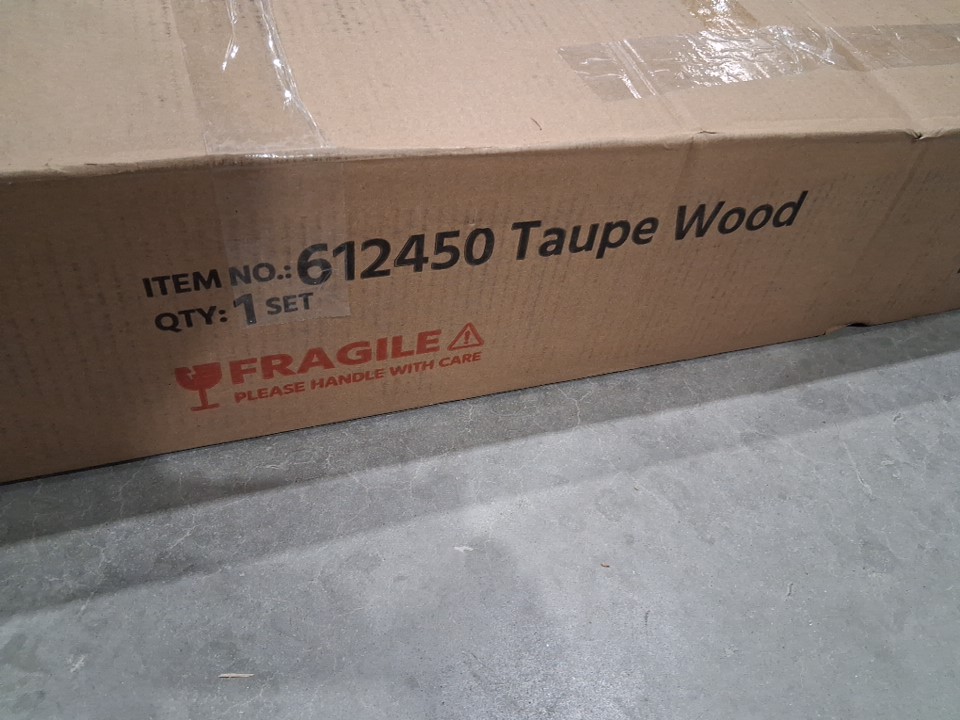 ITEM NO.: 612450 Taupe Wood
QTY: 1 SET
FRAGILE
PLEASE HANDLE WITH CARE